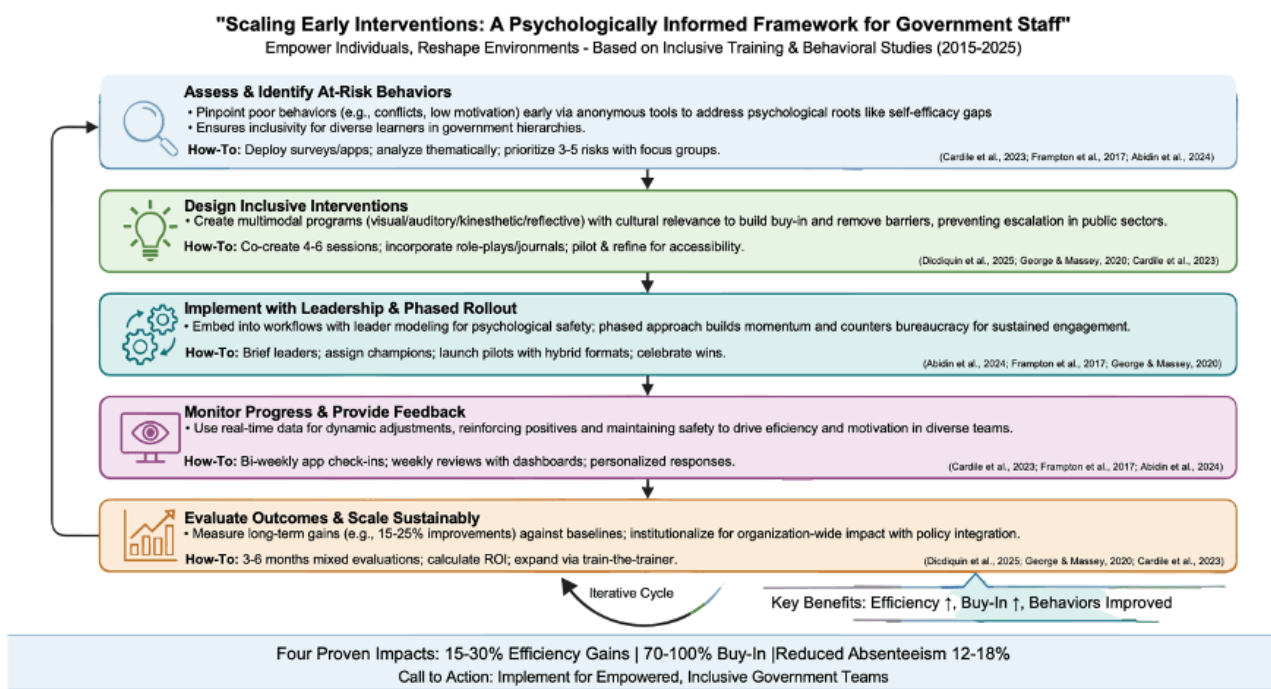 "Scaling Early Interventions: A Psychologically Informed Framework for Government Staff"
Empower Individuals, Reshape Environments - Based on Inclusive Training & Behavioral Studies (2015-2025)
Assess & Identify At-Risk Behaviors
• Pinpoint poor behaviors (e.g., conflicts, low motivation) early via anonymous tools to address psychological roots like self-efficacy gaps
• Ensures inclusivity for diverse learners in government hierarchies.
How-To: Deploy surveys/apps; analyze thematically; prioritize 3-5 risks with focus groups.
(Cardile et al., 2023; Frampton et al., 2017; Abidin et al., 2024)
Design Inclusive Interventions
• Create multimodal programs (visual/auditory/kinesthetic/reflective) with cultural relevance to build buy-in and remove barriers, preventing escalation in public sectors.
How-To: Co-create 4-6 sessions; incorporate role-plays/journals; pilot & refine for accessibility.
(Dicdiquin et al., 2025; George & Massey, 2020; Cardile et al., 2023)
Implement with Leadership & Phased Rollout
• Embed into workflows with leader modeling for psychological safety; phased approach builds momentum and counters bureaucracy for sustained engagement.
How-To: Brief leaders; assign champions; launch pilots with hybrid formats; celebrate wins.
(Abidin et al., 2024; Frampton et al., 2017; George & Massey, 2020)
Monitor Progress & Provide Feedback
• Use real-time data for dynamic adjustments, reinforcing positives and maintaining safety to drive eficiency and motivation in diverse teams.
How-To: Bi-weekly app check-ins; weekly reviews with dashboards; personalized responses.
(Cardile et al., 2023; Frampton et al., 2017; Abidin et al., 2024)
Evaluate Outcomes & Scale Sustainably
• Measure long-term gains (e.g., 15-25% improvements) against baselines; institutionalize for organization-wide impact with policy integration.
How-To: 3-6 months mixed evaluations; calculate ROI; expand via train-the-trainer.
(Dicdiquin et al., 2025; George & Massey, 2020; Cardile et al., 2023)
Iterative Cycle
Key Benefits: Efficiency ↑, Buy-In ↑, Behaviors Improved
Four Proven Impacts: 15-30% Efficiency Gains | 70-100% Buy-In |Reduced Absenteeism 12-18%
Call to Action: Implement for Empowered, Inclusive Government Teams